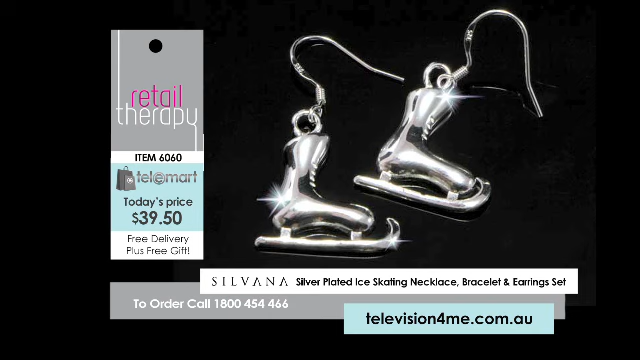 retail
therapy
ITEM 6060
telemart
Today's price
$39.50
Free Delivery
Plus Free Gift!
SILVANA Silver Plated Ice Skating Necklace, Bracelet & Earrings Set
To Order Call 1800 454 466
television4me.com.au